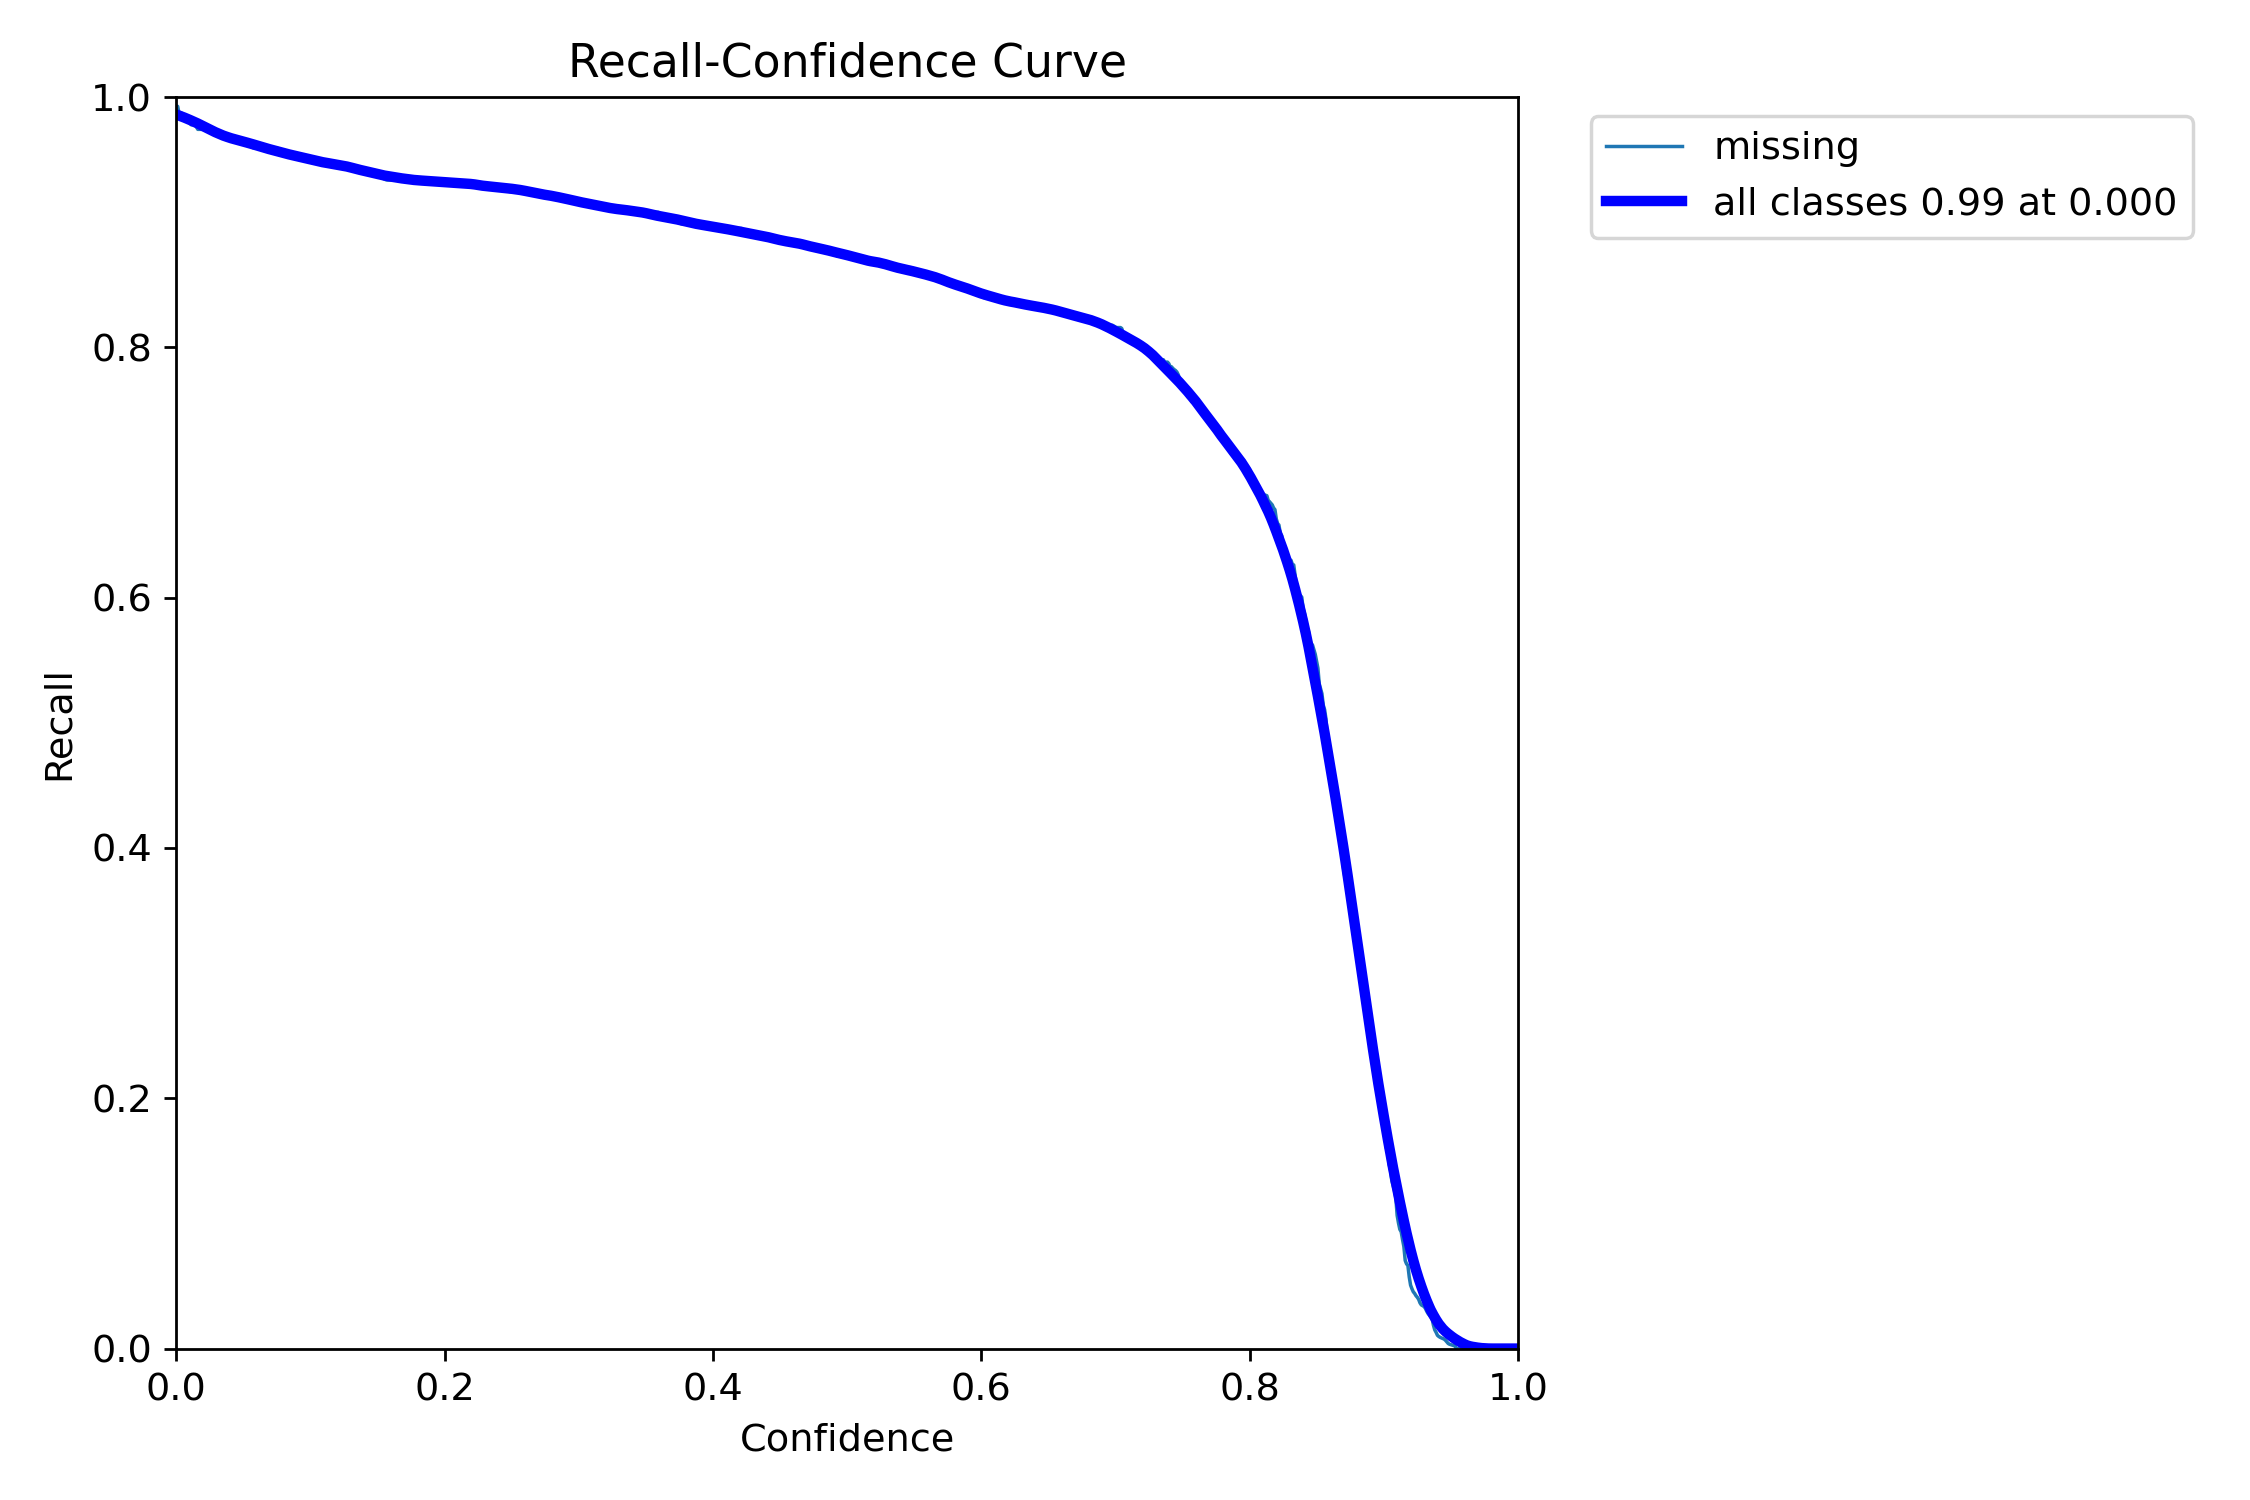 Recall-Confidence Curve
1.0
0.8
0.6
0.4
0.2
0.0
Recall
0.0 0.2 0.4 0.6 0.8 1.0
Confidence
missing
all classes 0.99 at 0.000